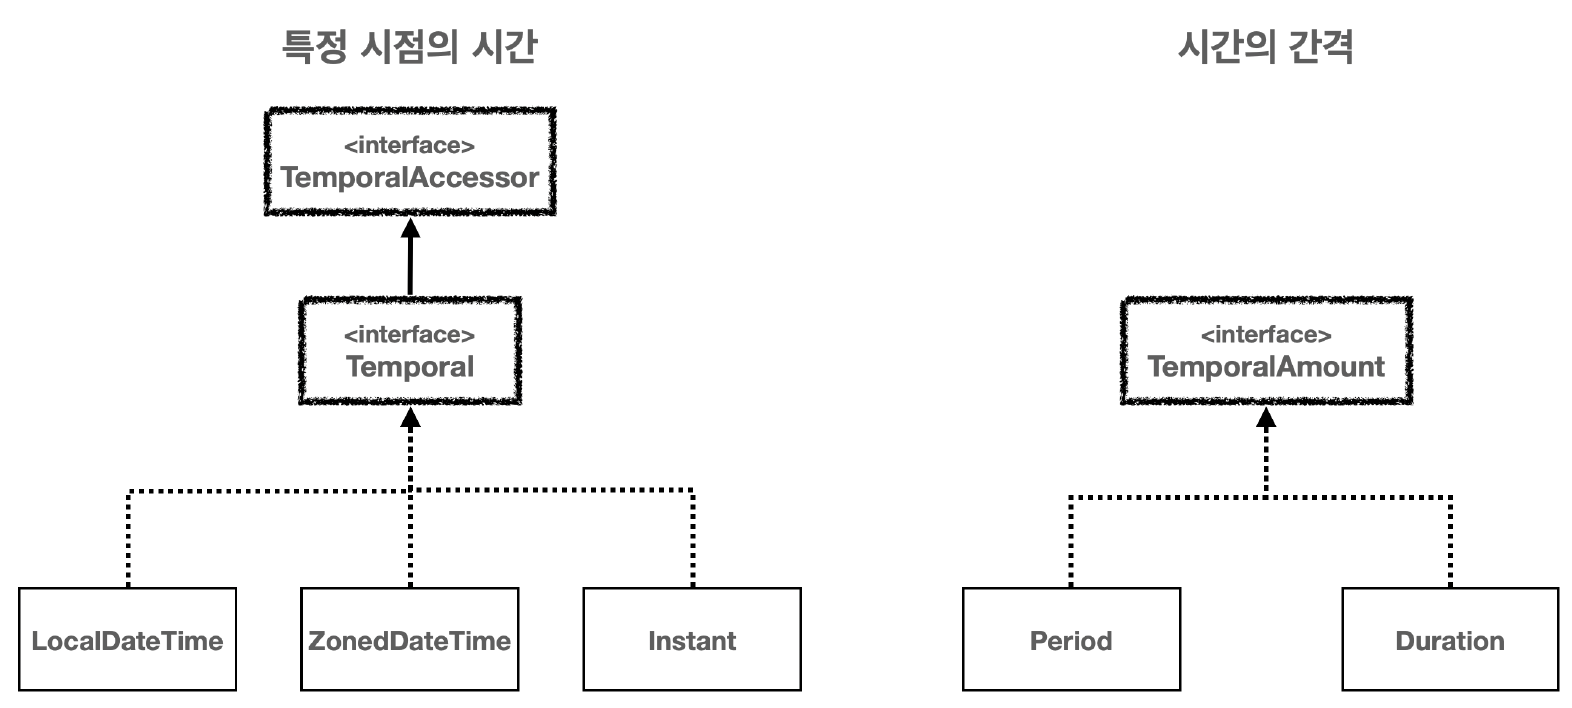 특정 시점의 시간
시간의 간격
<interface>
TemporalAccessor
<interface>
Temporal
<interface>
TemporalAmount
LocalDateTime
ZonedDateTime
Instant
Period
Duration